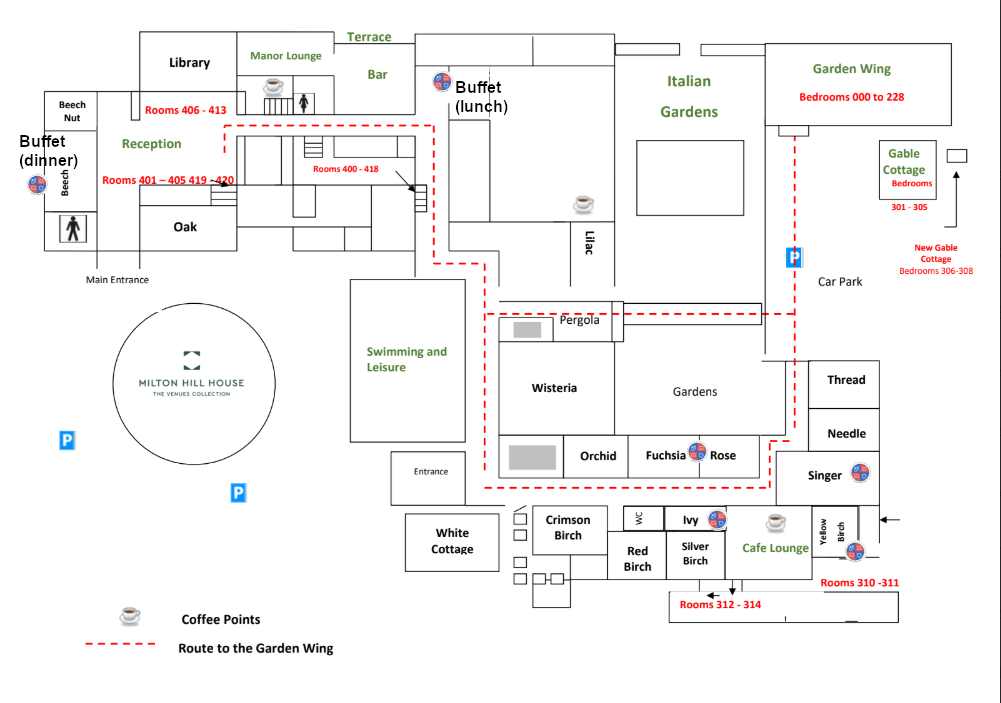 Terrace
Library
Manor Lounge
Bar
Buffet
(lunch)
Italian
Gardens
Garden Wing
Bedrooms 000 to 228
Beech
Nut
Rooms 406 - 413
Reception
Buffet
(dinner)
Beech
Rooms 401 – 405 419 - 420
Rooms 400 - 418
Gable
Cottage
Bedrooms
301 - 305
Oak
Lilac
New Gable
Cottage
Bedrooms 306-308
Main Entrance
P
Car Park
Pergola
Swimming and
Leisure
MILTON HILL HOUSE
THE VENUES COLLECTION
Wisteria
Gardens
Thread
Needle
P
Orchid
Fuchsia
Rose
Entrance
Singer
P
White
Cottage
Crimson
Birch
WC
Ivy
Red
Birch
Silver
Birch
Cafe Lounge
Yellow
Birch
Rooms 310 -311
Rooms 312 - 314
Coffee Points
Route to the Garden Wing